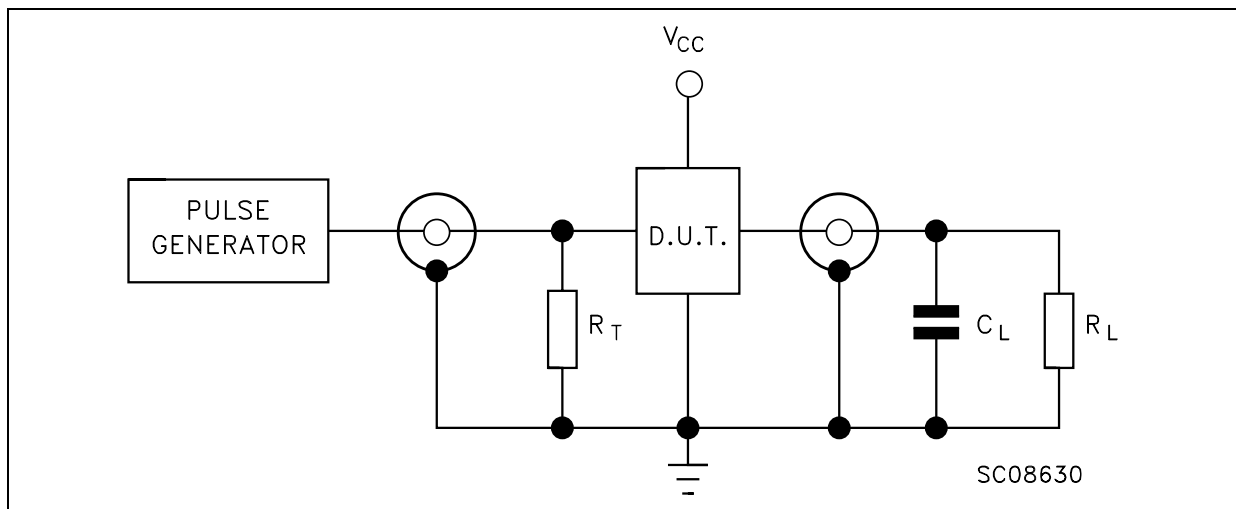 VCC
PULSE
GENERATOR
D.U.T.
RT
CL
RL
SC08630